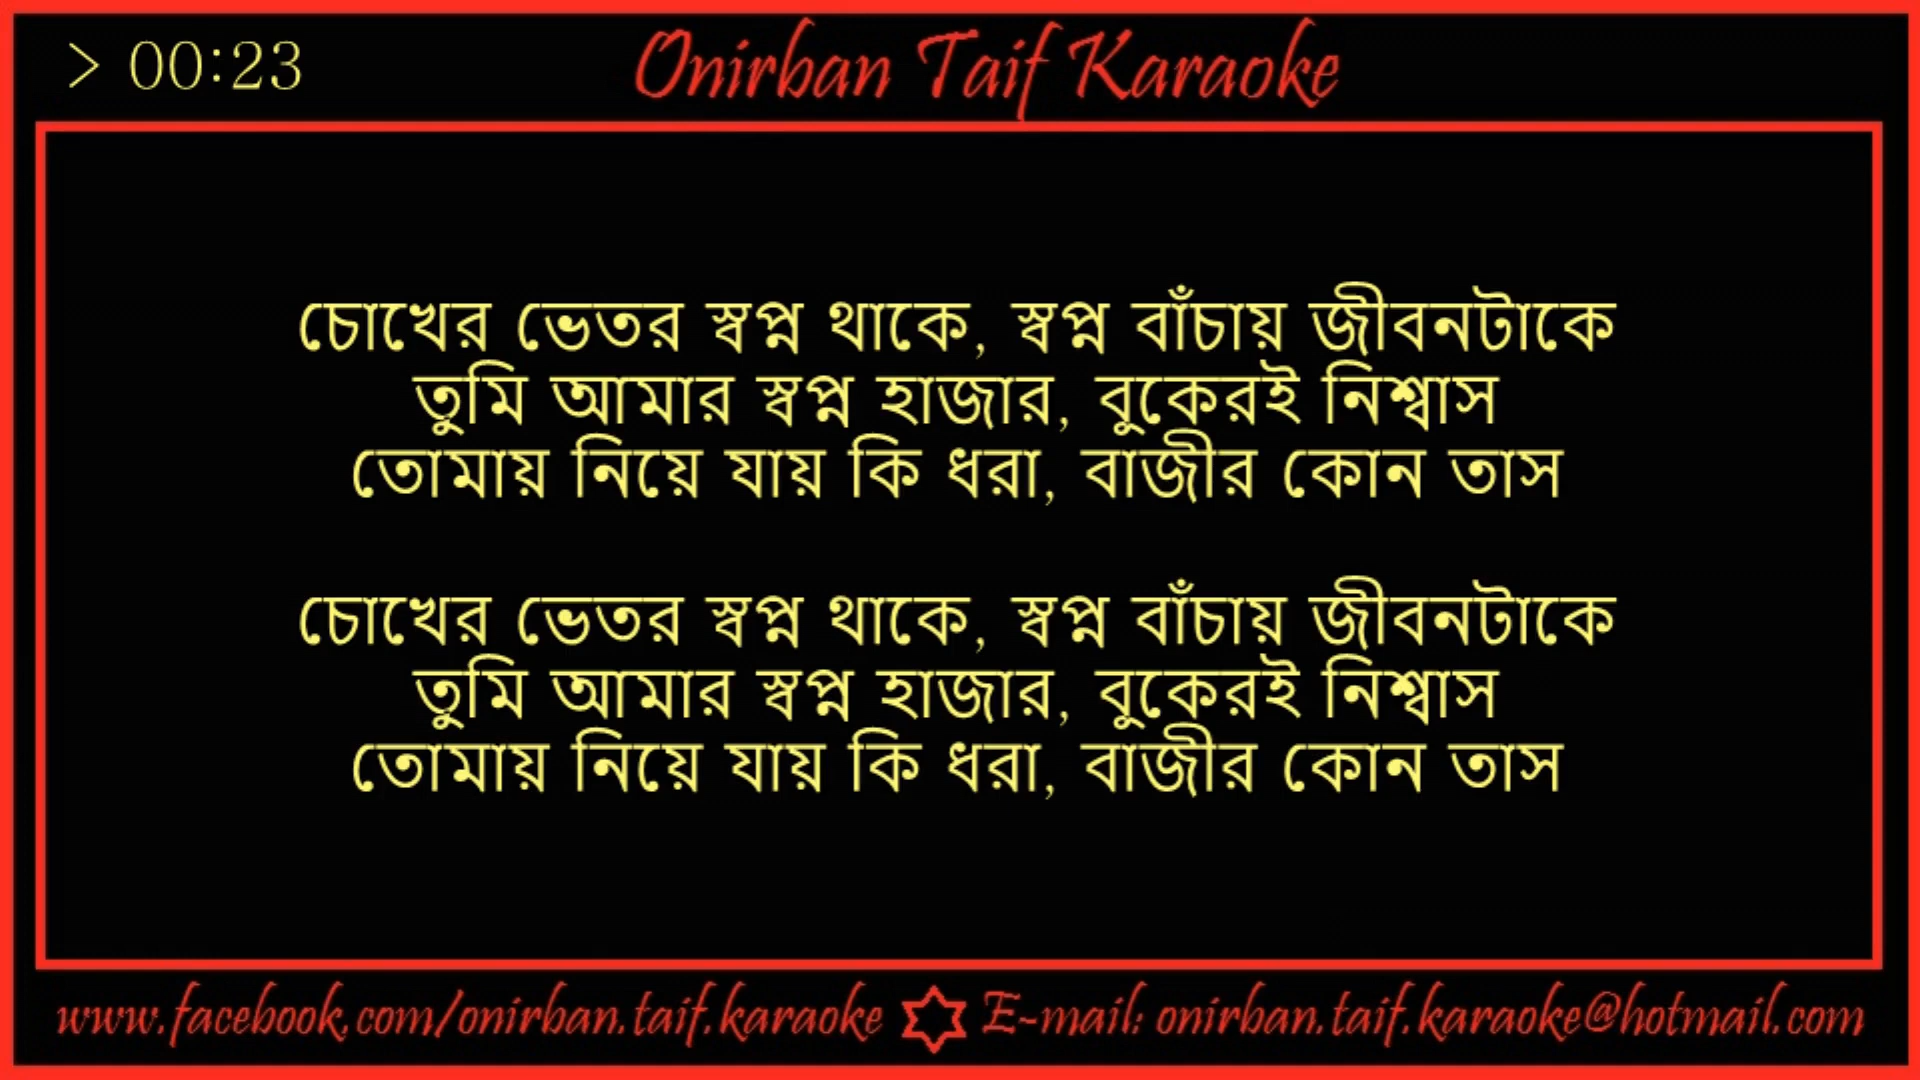 > 00:23
Onirban Taif Karaoke
চোখের ভেতর স্বপ্ন থাকে, স্বপ্ন বাঁচায় জীবনটাকে
তুমি আমার স্বপ্ন হাজার, বুকেরই নিশ্বাস
তোমায় নিয়ে যায় কি ধরা, বাজীর কোন তাস
চোখের ভেতর স্বপ্ন থাকে, স্বপ্ন বাঁচায় জীবনটাকে
তুমি আমার স্বপ্ন হাজার, বুকেরই নিশ্বাস
তোমায় নিয়ে যায় কি ধরা, বাজীর কোন তাস
www.facebook.com/onirban.taif.karaoke ✡ E-mail: onirban.taif.karaoke@hotmail.com